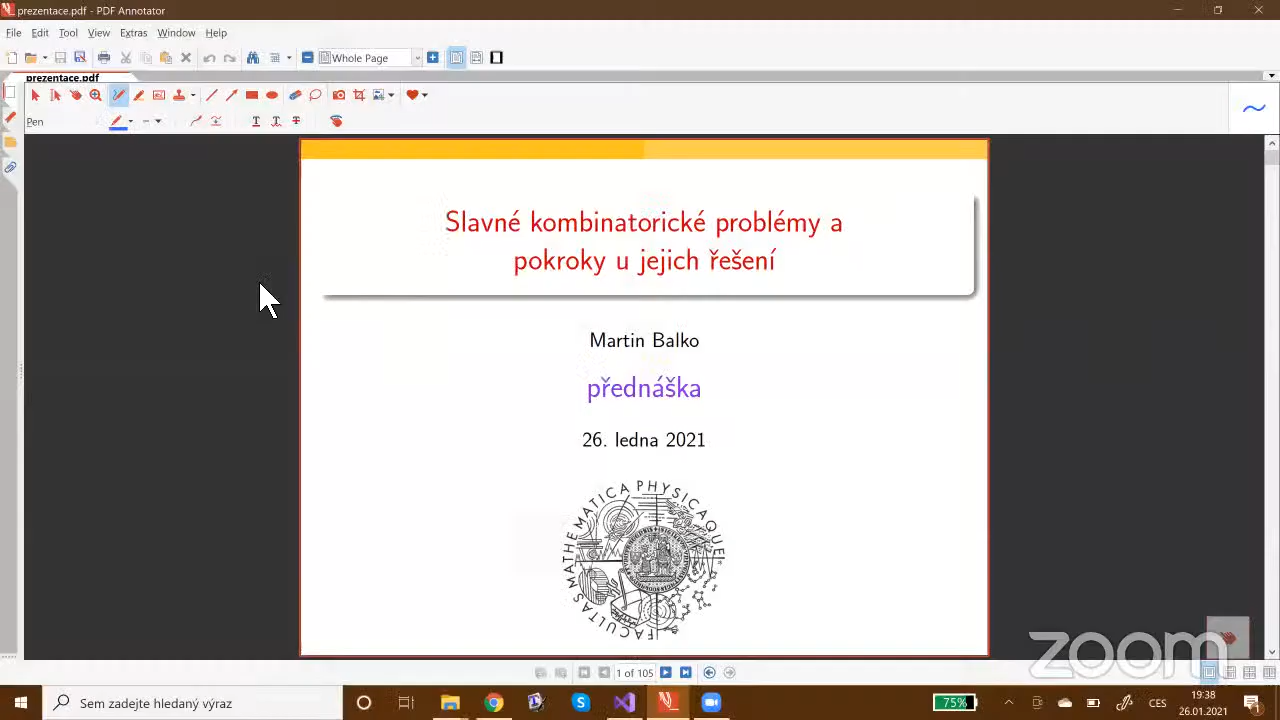 prezentace.pdf - PDF Annotator
File Edit Tool View Extras Window Help
Whole Page
prezentace.pdf
Pen
Slavné kombinatorické problémy a
pokroky u jejich řešení
Martin Balko
přednáška
26. ledna 2021
FACULTAS MATHEMATICA PHYSICAQUE
zoom
1 of 105
Sem zadejte hledaný výraz
75%
CES
19:38
26.01.2021